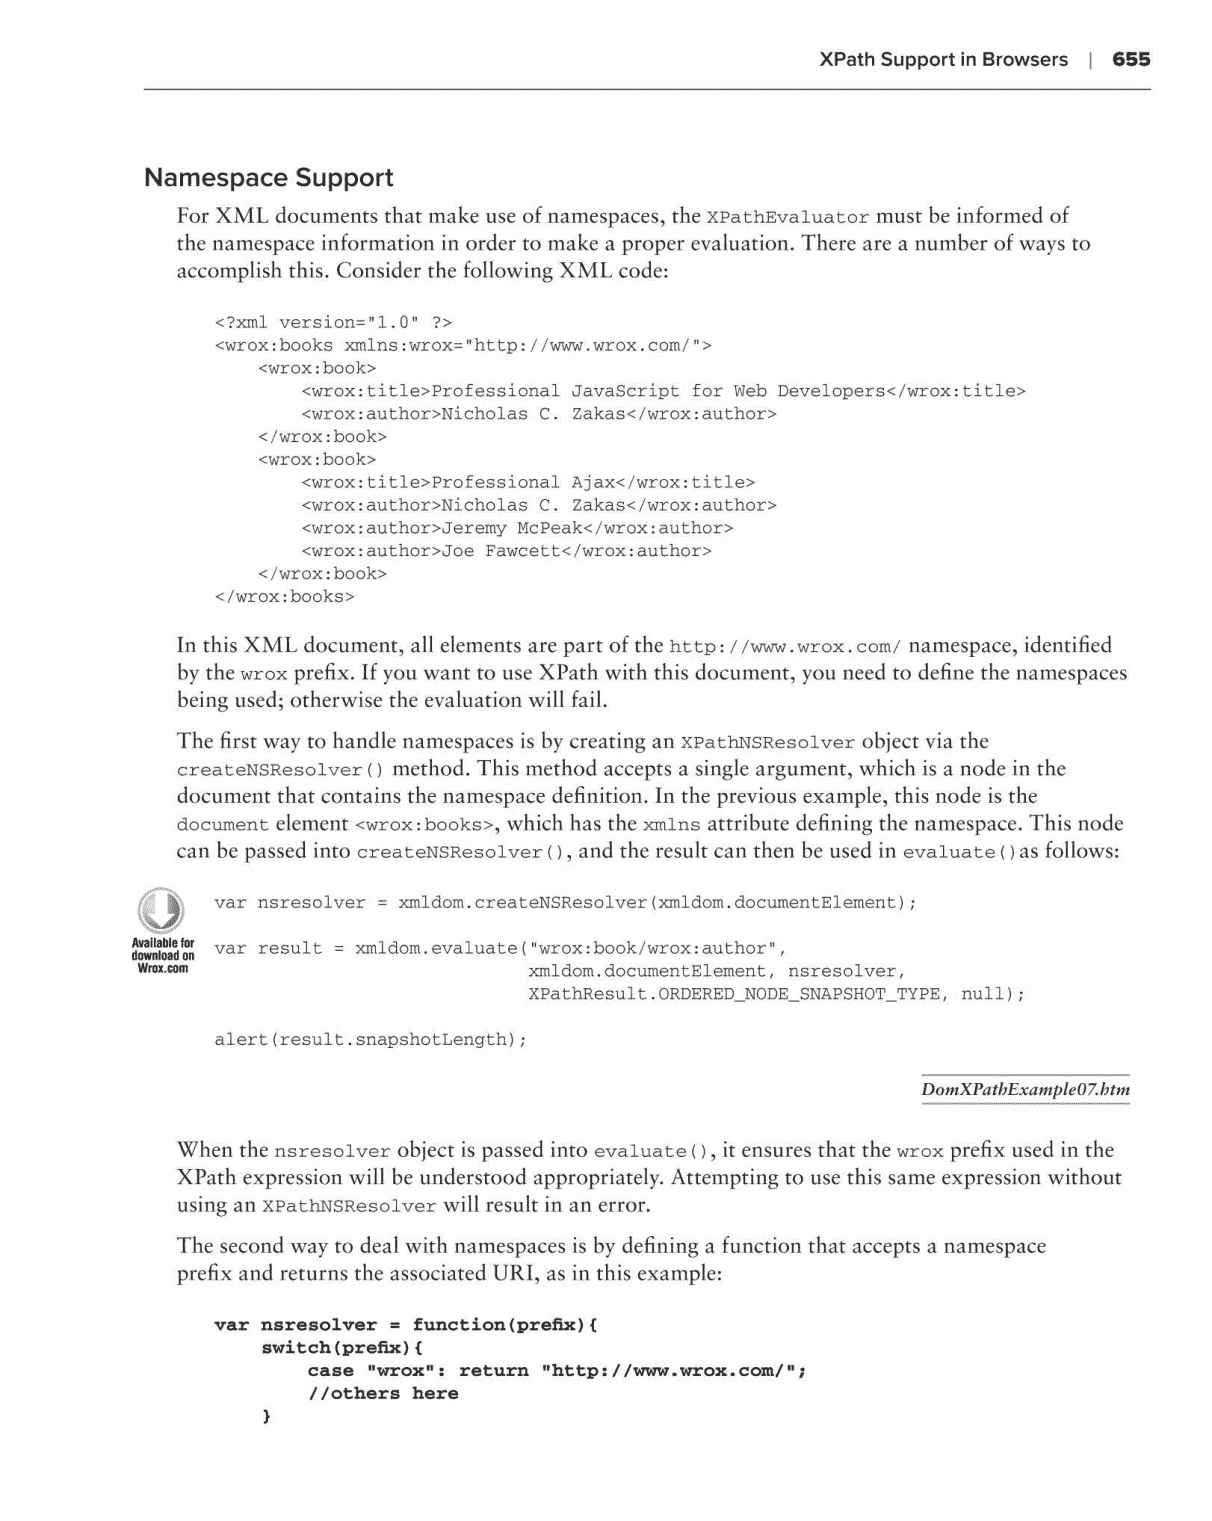 XPath Support in Browsers | 655
Namespace Support
For XML documents that make use of namespaces, the XPathEvaluator must be informed of
the namespace information in order to make a proper evaluation. There are a number of ways to
accomplish this. Consider the following XML code:
<?xml version="1.0" ?>
<wrox:books xmlns:wrox="http://www.wrox.com/">
    <wrox:book>
        <wrox:title>Professional JavaScript for Web Developers</wrox:title>
        <wrox:author>Nicholas C. Zakas</wrox:author>
    </wrox:book>
    <wrox:book>
        <wrox:title>Professional Ajax</wrox:title>
        <wrox:author>Nicholas C. Zakas</wrox:author>
        <wrox:author>Jeremy McPeak</wrox:author>
        <wrox:author>Joe Fawcett</wrox:author>
    </wrox:book>
</wrox:books>
In this XML document, all elements are part of the http://www.wrox.com/ namespace, identified
by the wrox prefix. If you want to use XPath with this document, you need to define the namespaces
being used; otherwise the evaluation will fail.
The first way to handle namespaces is by creating an XPathNSResolver object via the
createNSResolver() method. This method accepts a single argument, which is a node in the
document that contains the namespace definition. In the previous example, this node is the
document element <wrox:books>, which has the xmlns attribute defining the namespace. This node
can be passed into createNSResolver(), and the result can then be used in evaluate()as follows:
Available for
download on
Wrox.com
var nsresolver = xmldom.createNSResolver(xmldom.documentElement);
var result = xmldom.evaluate("wrox:book/wrox:author",
                             xmldom.documentElement, nsresolver,
                             XPathResult.ORDERED_NODE_SNAPSHOT_TYPE, null);
alert(result.snapshotLength);
DomXPathExample07.htm
When the nsresolver object is passed into evaluate(), it ensures that the wrox prefix used in the
XPath expression will be understood appropriately. Attempting to use this same expression without
using an XPathNSResolver will result in an error.
The second way to deal with namespaces is by defining a function that accepts a namespace
prefix and returns the associated URI, as in this example:
var nsresolver = function(prefix){
    switch(prefix){
        case "wrox": return "http://www.wrox.com/";
        //others here
    }